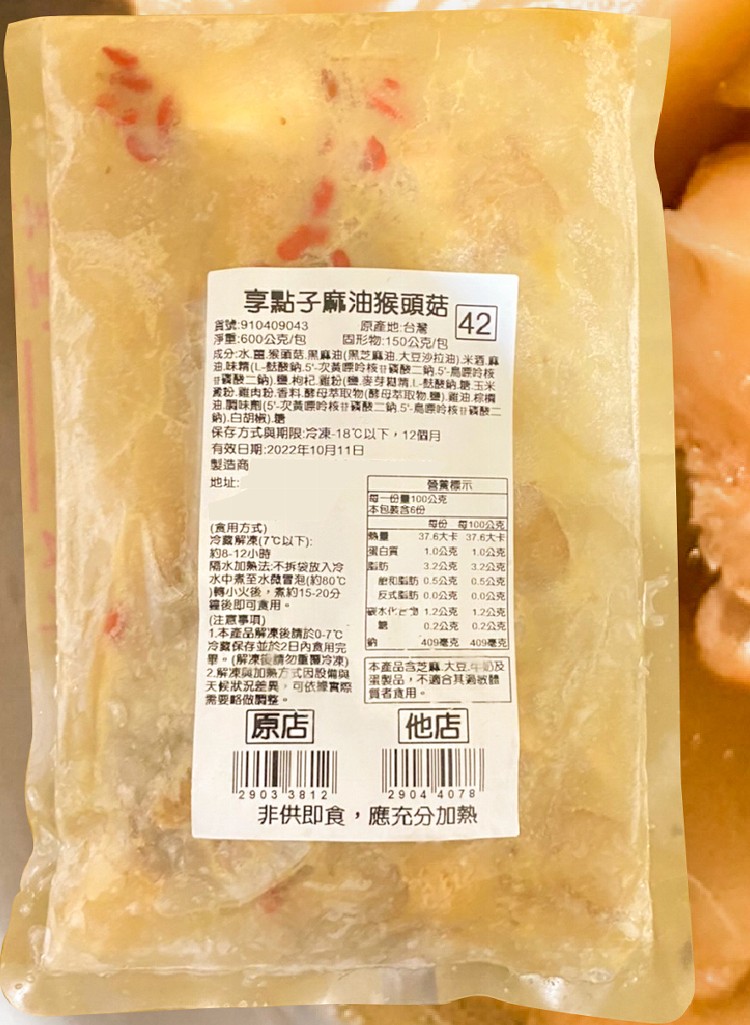 享點子麻油猴頭菇 42
貨號:910409043 原產地:台灣
淨重:600公克/包 固形物:150公克/包
成分:水.薑.猴頭菇.黑麻油(黑芝麻油.大豆沙拉油).米酒.麻
油.味精(L-麩酸鈉.5'-次黃嘌呤核苷磷酸二鈉.5'-鳥嘌呤核
苷磷酸二鈉).鹽.枸杞.雞粉(鹽.麥芽糊精.L-麩酸鈉.糖.玉米
澱粉.雞肉粉.香料.酵母萃取物(酵母萃取物.鹽).雞油.棕櫚
油.調味劑(5'-次黃嘌呤核苷磷酸二鈉.5'-鳥嘌呤核苷磷酸二
鈉).白胡椒).糖
保存方式與期限:冷凍-18℃以下，12個月
有效日期:2022年10月11日
製造商
地址:
(食用方式)
冷藏解凍(7℃以下):
約8-12小時
隔水加熱法:不拆袋放入冷
水中煮至水微冒泡(約80℃
)轉小火後，煮約15-20分
鐘後即可食用。
(注意事項)
1.本產品解凍後請於0-7℃
冷藏保存並於2日內食用完
畢。(解凍後請勿重覆冷凍)
2.解凍與加熱方式因設備與
天候狀況差異，可依據實際
需要略做調整。
營養標示
每一份量100公克
本包裝含6份
每份 每100公克
熱量 37.6大卡 37.6大卡
蛋白質 1.0公克 1.0公克
脂肪 3.2公克 3.2公克
飽和脂肪 0.5公克 0.5公克
反式脂肪 0.0公克 0.0公克
碳水化合物 1.2公克 1.2公克
糖 0.2公克 0.2公克
鈉 409毫克 409毫克
本產品含芝麻.大豆.牛奶及
蛋製品，不適合其過敏體
質者食用。
原店 他店
2903 3812 2904 4078
非供即食，應充分加熱